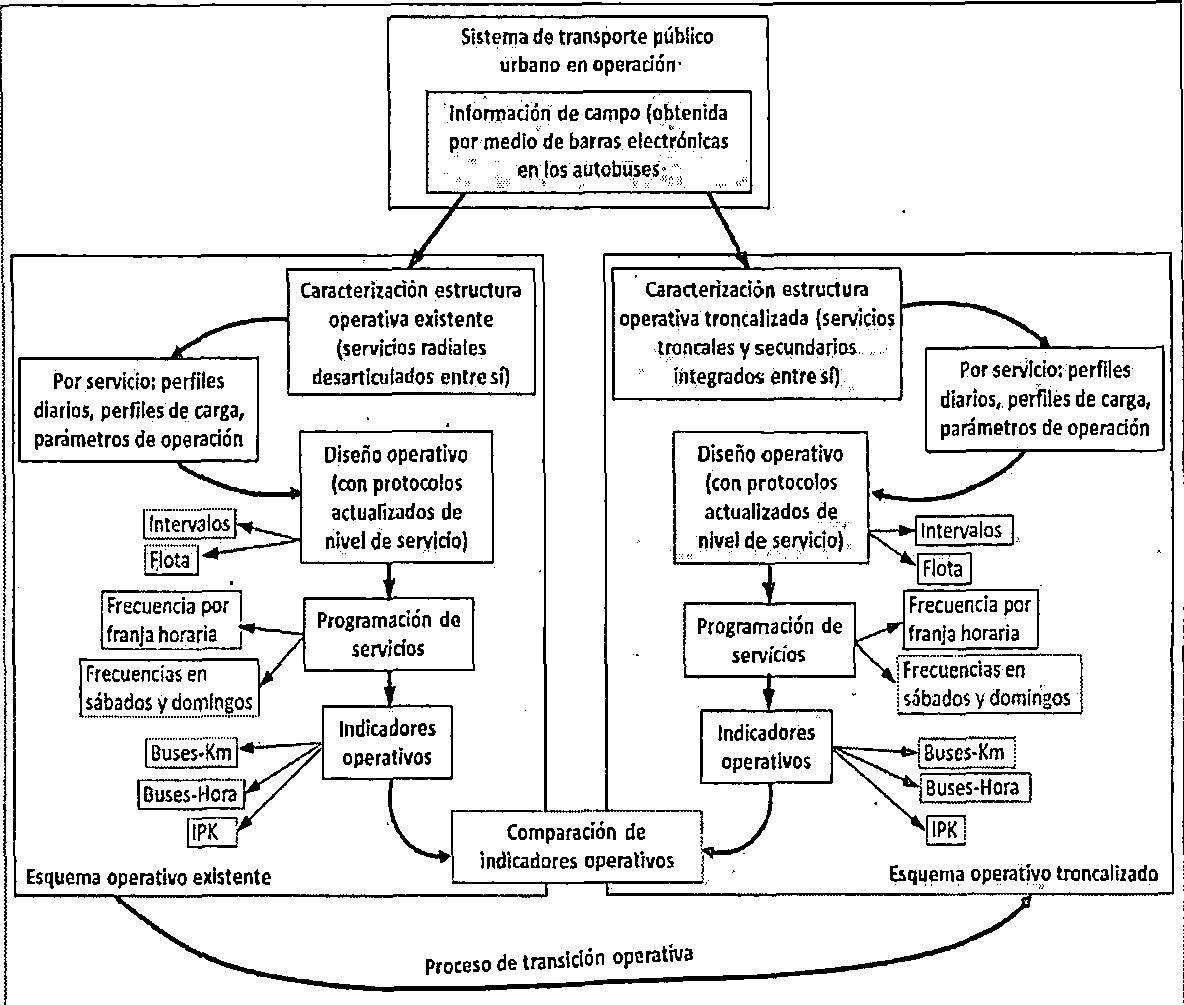 Sistema de transporte público
urbano en operación
Información de campo (obtenida
por medio de barras electrónicas
en los autobuses
Caracterización estructura
operativa existente
(servicios radiales
desarticulados entre sí)
Por servicio: perfiles
diarios, perfiles de carga,
parámetros de operación
Diseño operativo
(con protocolos
actualizados de
nivel de servicio)
Intervalos
Flota
Programación de
servicios
Frecuencia por
franja horaria
Frecuencias en
sábados y domingos
Indicadores
operativos
Buses-Km
Buses-Hora
IPK
Esquema operativo existente
Caracterización estructura
operativa troncalizada (servicios
troncales y secundarios
integrados entre sí)
Por servicio: perfiles
diarios, perfiles de carga,
parámetros de operación
Diseño operativo
(con protocolos
actualizados de
nivel de servicio)
Intervalos
Flota
Programación de
servicios
Frecuencia por
franja horaria
Frecuencias en
sábados y domingos
Indicadores
operativos
Buses-Km
Buses-Hora
IPK
Esquema operativo troncalizado
Comparación de
indicadores operativos
Proceso de transición operativa